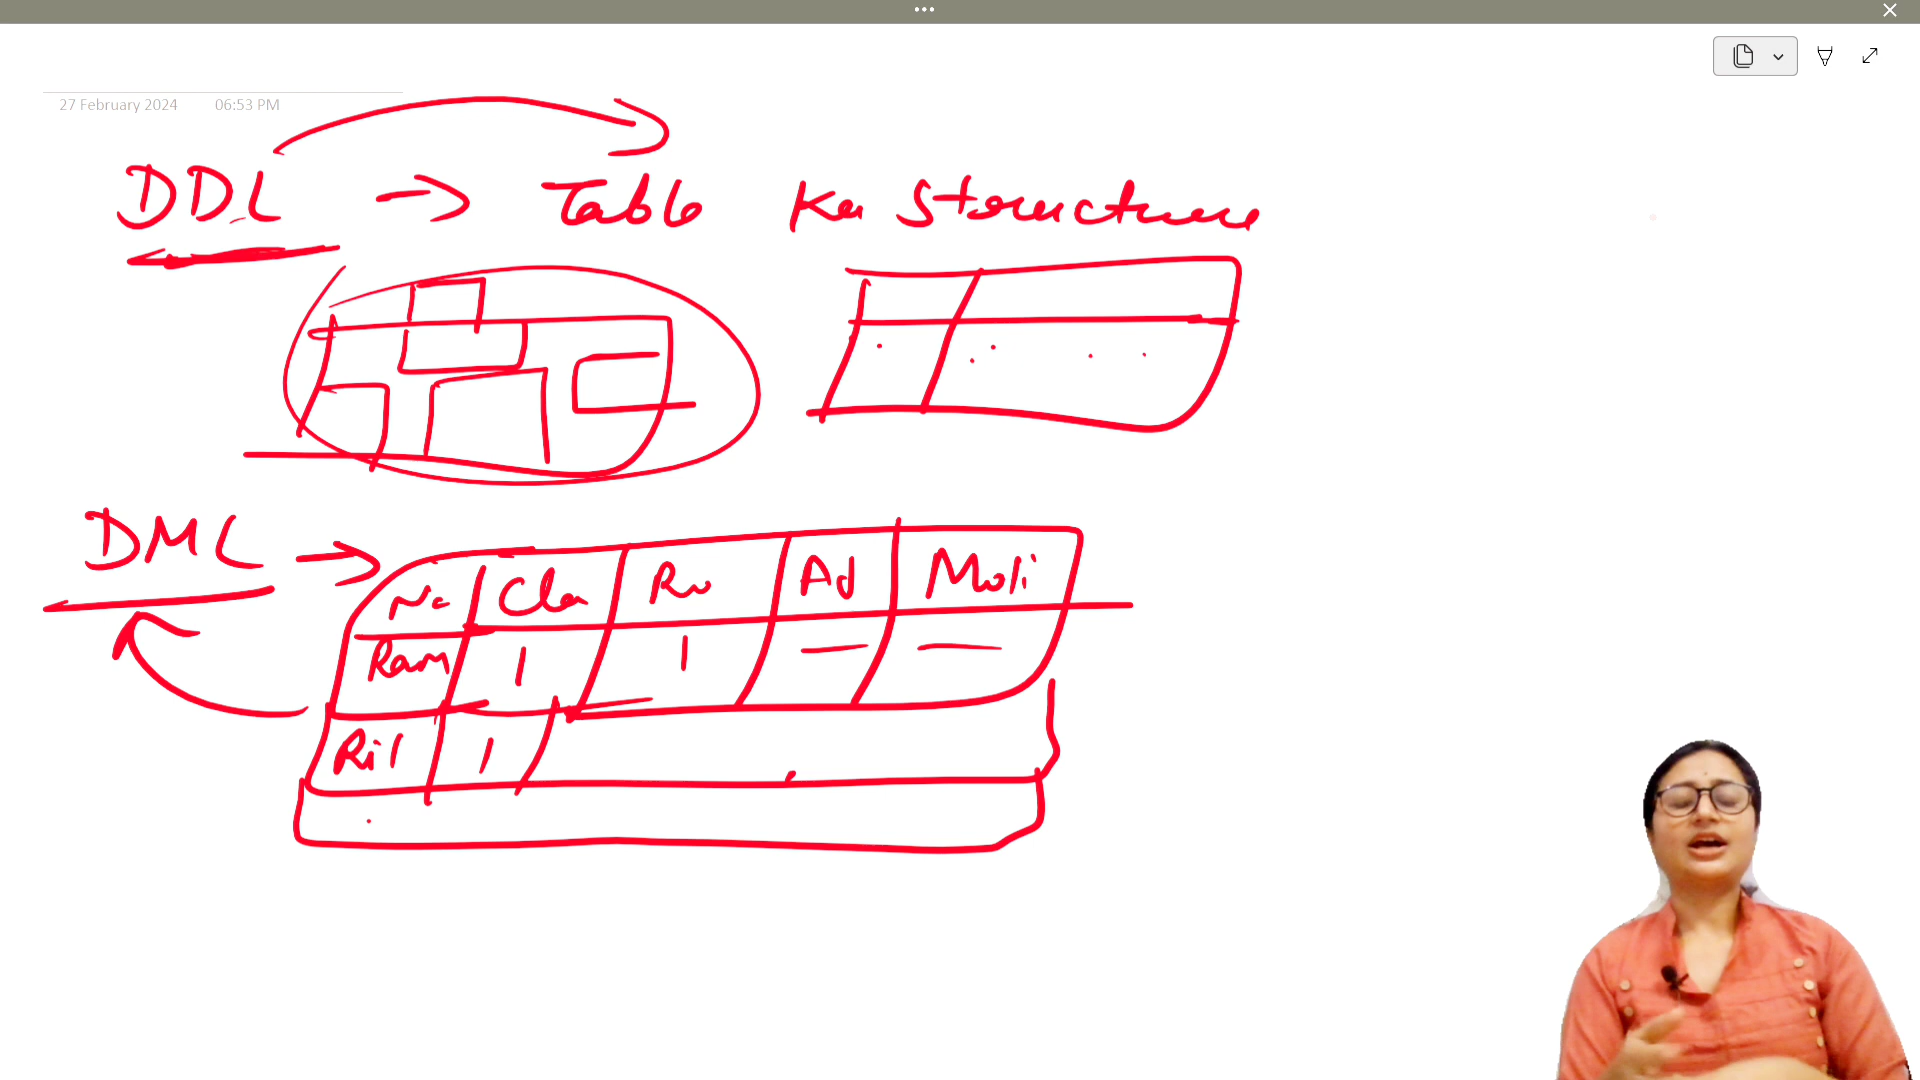 27 February 2024 06:53 PM
DDL → Table Ka Structure
DML →
Na Cla Ro Ad Mobi
Ram 1 1 — —
1